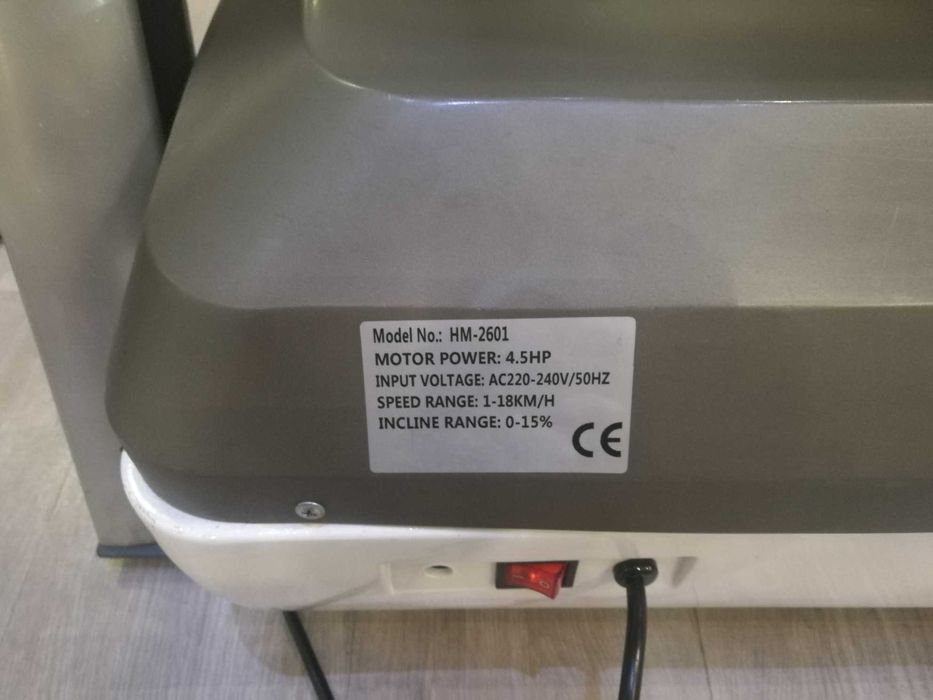 Model No.: HM-2601
MOTOR POWER: 4.5HP
INPUT VOLTAGE: AC220-240V/50HZ
SPEED RANGE: 1-18KM/H
INCLINE RANGE: 0-15%
CE